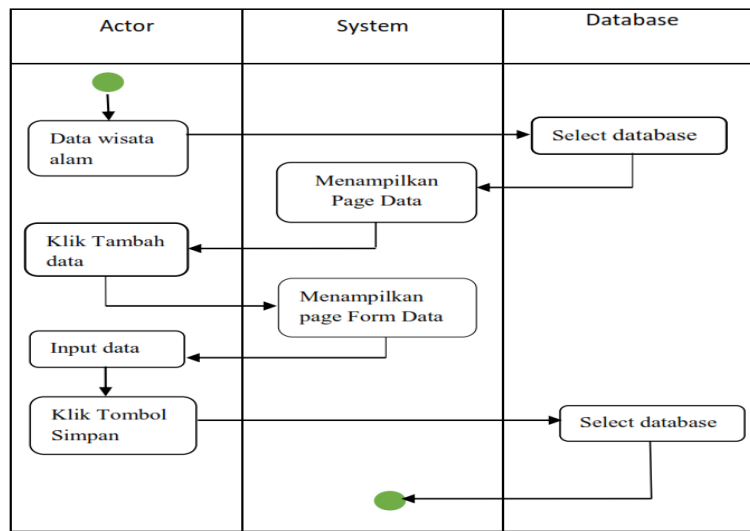 Actor
System
Database
Data wisata
alam
Select database
Menampilkan
Page Data
Klik Tambah
data
Menampilkan
page Form Data
Input data
Klik Tombol
Simpan
Select database